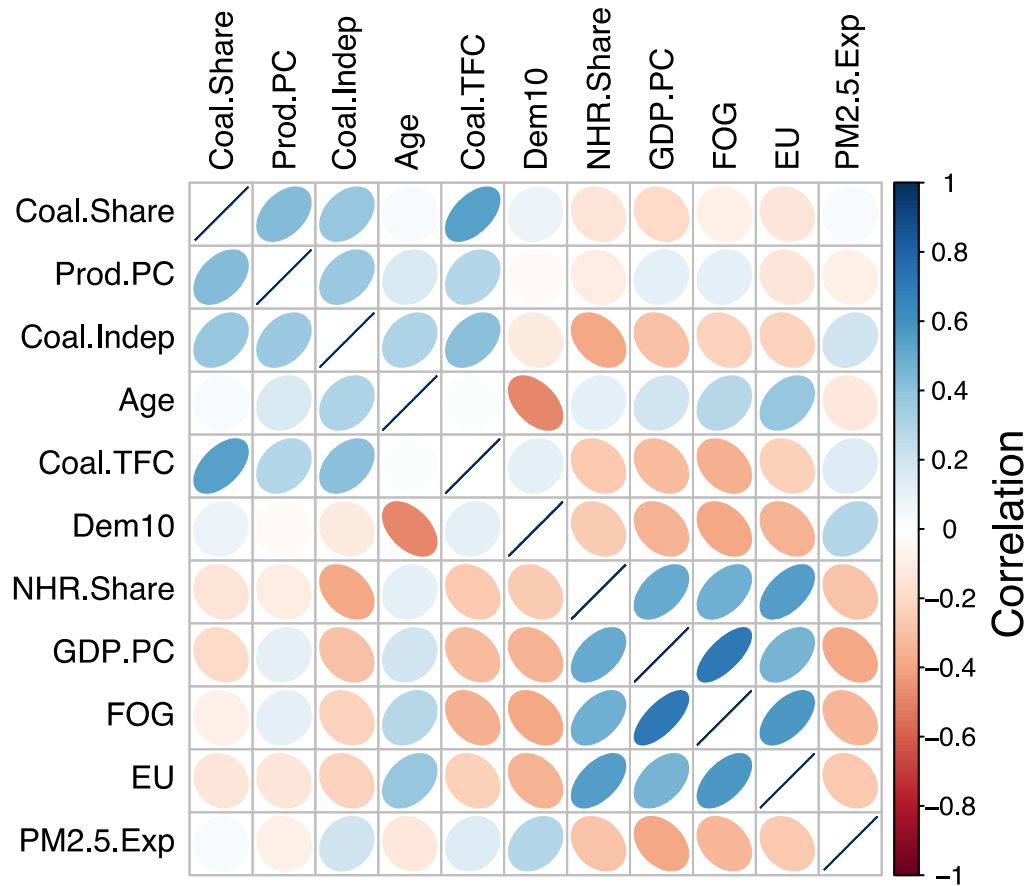 Coal.Share
Prod.PC
Coal.Indep
Age
Coal.TFC
Dem10
NHR.Share
GDP.PC
FOG
EU
PM2.5.Exp
Coal.Share
Prod.PC
Coal.Indep
Age
Coal.TFC
Dem10
NHR.Share
GDP.PC
FOG
EU
PM2.5.Exp
1
0.8
0.6
0.4
0.2
0
−0.2
−0.4
−0.6
−0.8
−1
Correlation